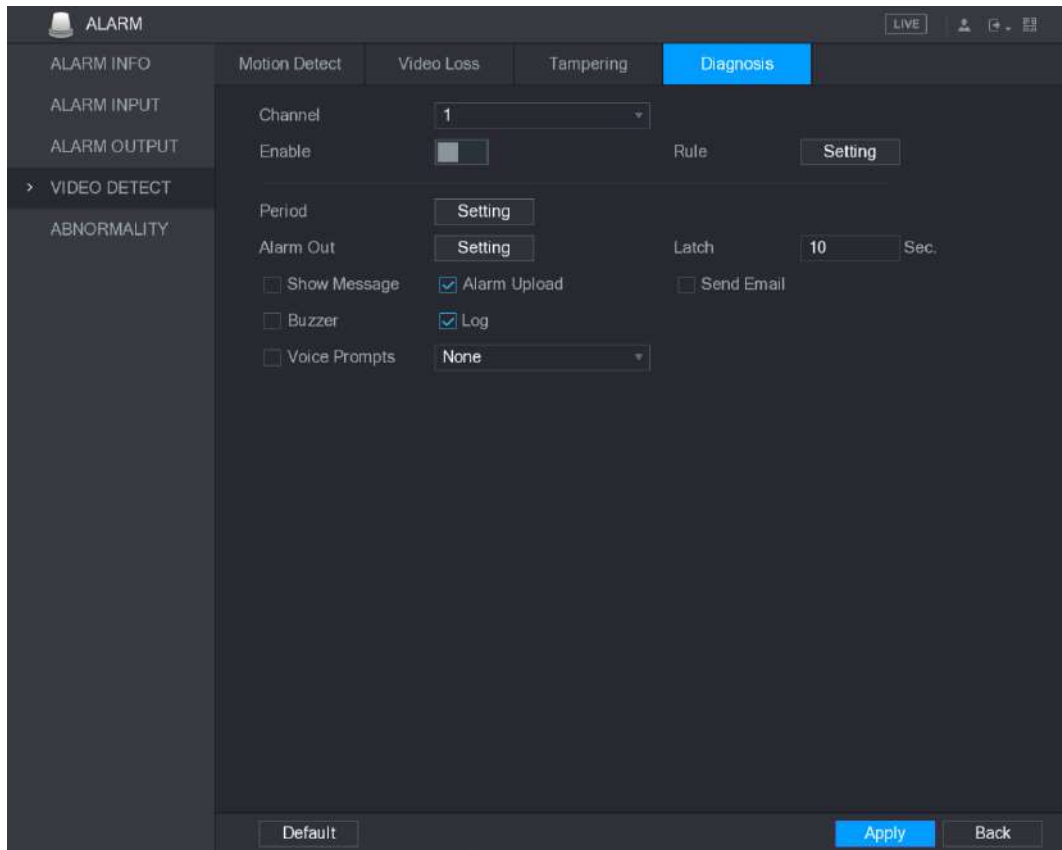 ALARM LIVE
ALARM INFO
ALARM INPUT
ALARM OUTPUT
> VIDEO DETECT
ABNORMALITY
Motion Detect Video Loss Tampering Diagnosis
Channel 1
Enable Rule Setting
Period Setting
Alarm Out Setting Latch 10 Sec.
Show Message Alarm Upload Send Email
Buzzer Log
Voice Prompts None
Default Apply Back